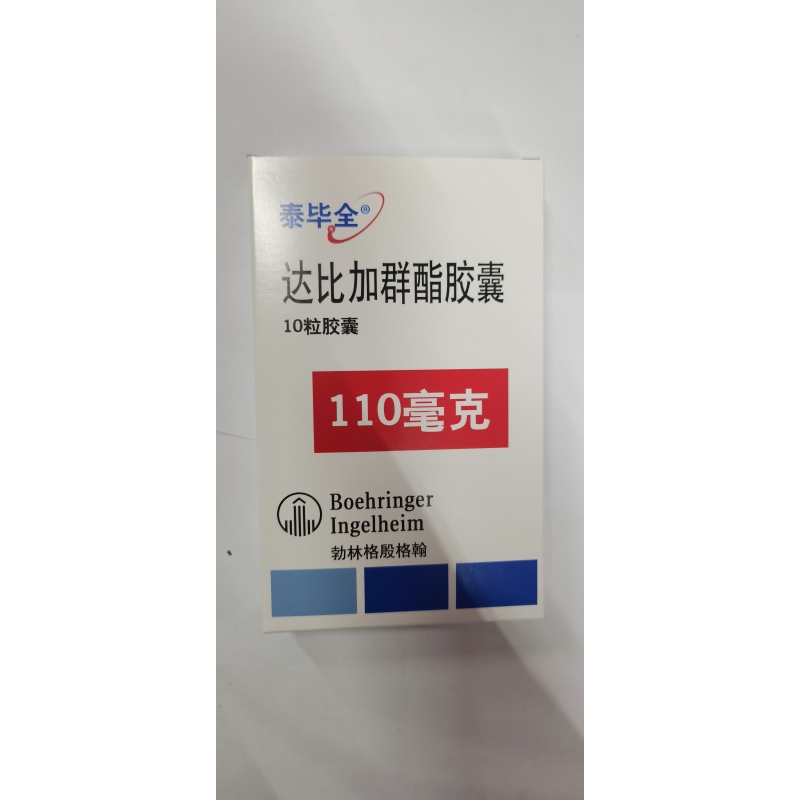 泰毕全®
达比加群酯胶囊
10粒胶囊
110毫克
Boehringer
Ingelheim
勃林格殷格翰